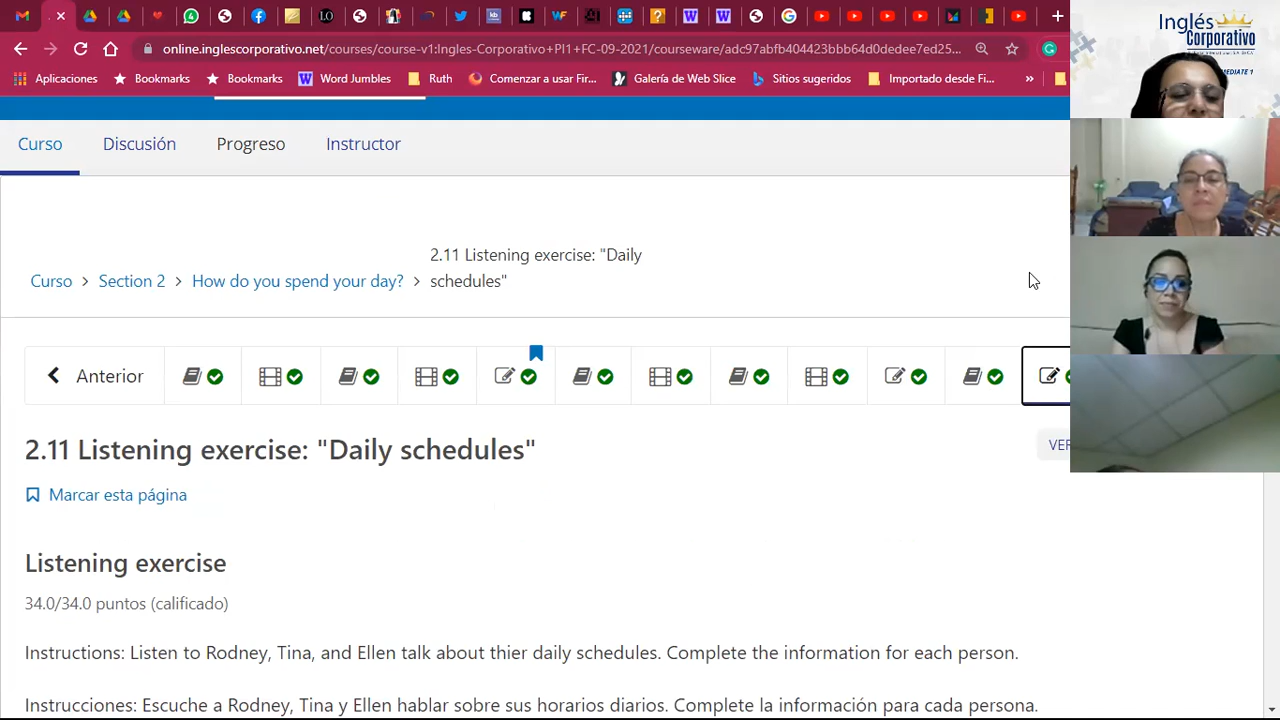 online.inglescorporativo.net/courses/course-v1:Ingles-Corporativo+PI1+FC-09-2021/courseware/adc97abfb404423bbb64d0dedee7ed25...
Aplicaciones
Bookmarks
Bookmarks
Word Jumbles
Ruth
Comenzar a usar Fir...
Galería de Web Slice
Sitios sugeridos
Importado desde Fi...
»
Inglés
Corporativo
Curso
Discusión
Progreso
Instructor
2.11 Listening exercise: "Daily
Curso > Section 2 > How do you spend your day? > schedules"
Anterior
2.11 Listening exercise: "Daily schedules"
VER
Marcar esta página
Listening exercise
34.0/34.0 puntos (calificado)
Instructions: Listen to Rodney, Tina, and Ellen talk about thier daily schedules. Complete the information for each person.
Instrucciones: Escuche a Rodney, Tina y Ellen hablar sobre sus horarios diarios. Complete la información para cada persona.